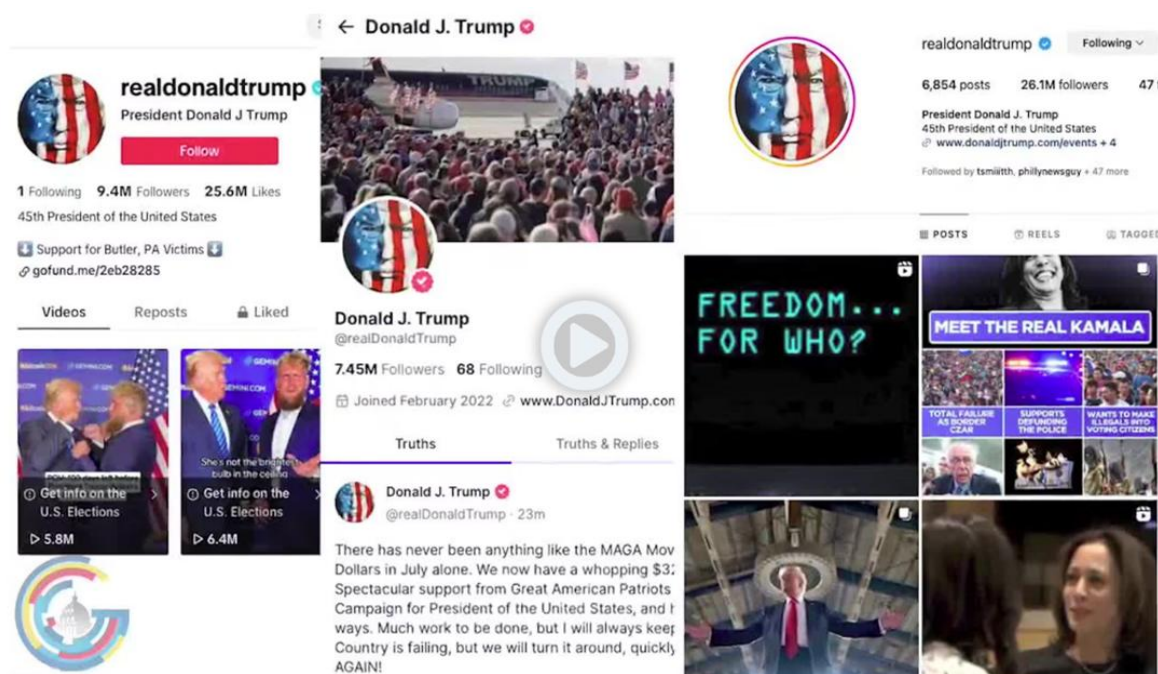 realdonaldtrump
President Donald J Trump
Follow
1 Following 9.4M Followers 25.6M Likes
45th President of the United States
Support for Butler, PA Victims
gofund.me/2eb28285
Videos Reposts Liked
GEMINI.COM
She's not the brightest
bulb in the ceiling
Get info on the
U.S. Elections
5.8M
Get info on the
U.S. Elections
6.4M
Donald J. Trump
TRUMP
Donald J. Trump
@realDonaldTrump
7.45M Followers 68 Following
Joined February 2022 www.DonaldJTrump.com
Truths Truths & Replies
Donald J. Trump
@realDonaldTrump · 23m
There has never been anything like the MAGA Mov
Dollars in July alone. We now have a whopping $32
Spectacular support from Great American Patriots
Campaign for President of the United States, and h
ways. Much work to be done, but I will always keep
Country is failing, but we will turn it around, quickly
AGAIN!
realdonaldtrump Following
6,854 posts 26.1M followers 47
President Donald J. Trump
45th President of the United States
www.donaldjtrump.com/events + 4
Followed by tsmiiitth, phillynewsguy + 47 more
POSTS REELS TAGGED
FREEDOM...
FOR WHO?
MEET THE REAL KAMALA
TOTAL FAILURE
AS BORDER
CZAR
SUPPORTS
DEFUNDING
THE POLICE
WANTS TO MAKE
ILLEGALS INTO
VOTING CITIZENS